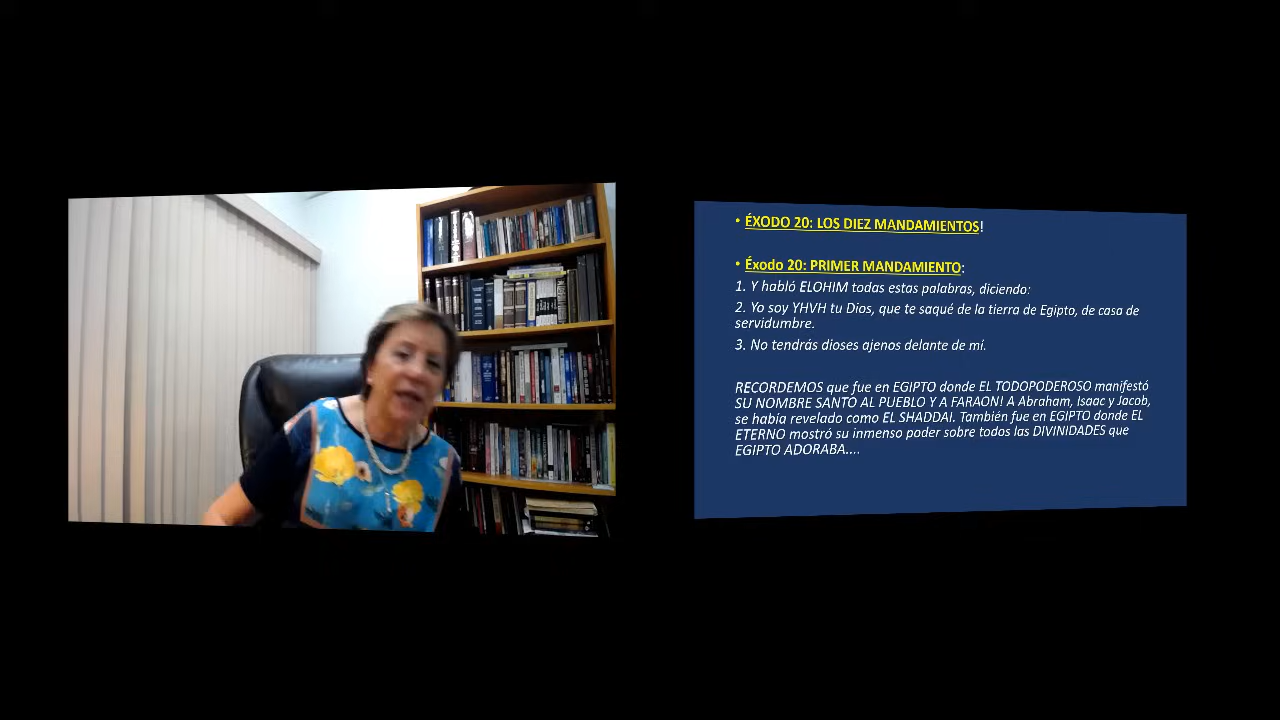 • ÉXODO 20: LOS DIEZ MANDAMIENTOS!
• Éxodo 20: PRIMER MANDAMIENTO:
1. Y habló ELOHIM todas estas palabras, diciendo:
2. Yo soy YHVH tu Dios, que te saqué de la tierra de Egipto, de casa de
servidumbre.
3. No tendrás dioses ajenos delante de mí.
RECORDEMOS que fue en EGIPTO donde EL TODOPODEROSO manifestó
SU NOMBRE SANTO AL PUEBLO Y A FARAON! A Abraham, Isaac y Jacob,
se había revelado como EL SHADDAI. También fue en EGIPTO donde EL
ETERNO mostró su inmenso poder sobre todos las DIVINIDADES que
EGIPTO ADORABA....